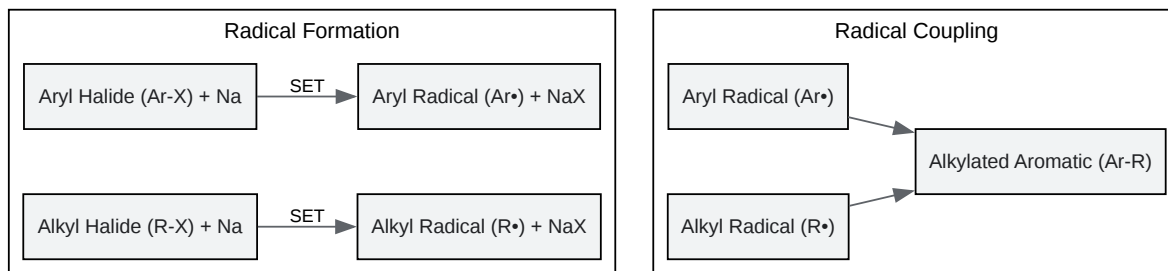 Radical Formation
Aryl Halide (Ar-X) + Na
SET
Aryl Radical (Ar•) + NaX
Alkyl Halide (R-X) + Na
SET
Alkyl Radical (R•) + NaX
Radical Coupling
Aryl Radical (Ar•)
Alkylated Aromatic (Ar-R)
Alkyl Radical (R•)